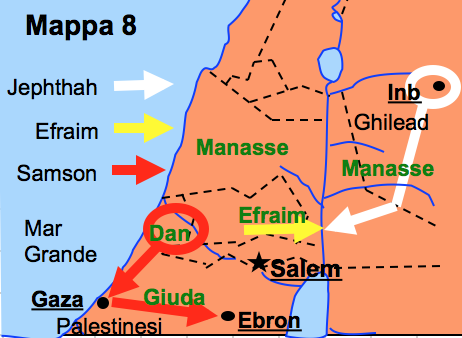 Mappa 8
Jephthah
Efraim
Samson
Inb
Ghilead
Manasse
Manasse
Mar
Grande
Dan
Efraim
Salem
Gaza
Giuda
Palestinesi
Ebron